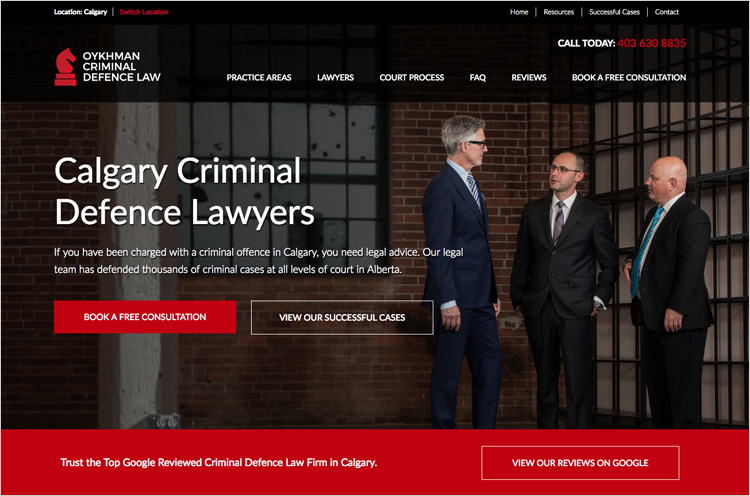 Location: Calgary | Switch Location
Home | Resources | Successful Cases | Contact
CALL TODAY: 403 630 8835
OYKHMAN
CRIMINAL
DEFENCE LAW
PRACTICE AREAS LAWYERS COURT PROCESS FAQ REVIEWS BOOK A FREE CONSULTATION
Calgary Criminal
Defence Lawyers
If you have been charged with a criminal offence in Calgary, you need legal advice. Our legal
team has defended thousands of criminal cases at all levels of court in Alberta.
BOOK A FREE CONSULTATION VIEW OUR SUCCESSFUL CASES
Trust the Top Google Reviewed Criminal Defence Law Firm in Calgary. VIEW OUR REVIEWS ON GOOGLE